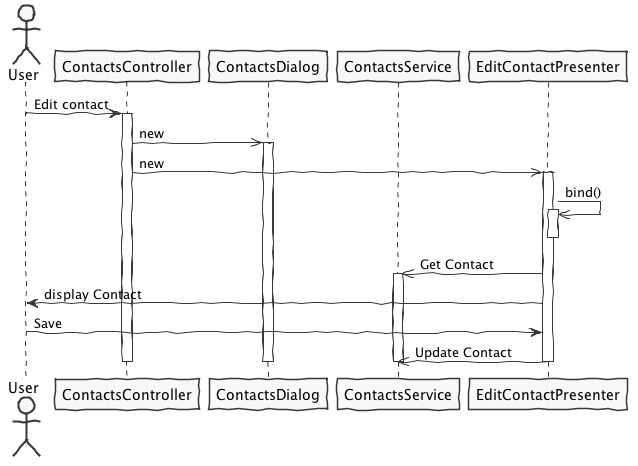 User
ContactsController
ContactsDialog
ContactsService
EditContactPresenter
Edit contact
new
new
bind()
Get Contact
display Contact
Save
Update Contact
User
ContactsController
ContactsDialog
ContactsService
EditContactPresenter